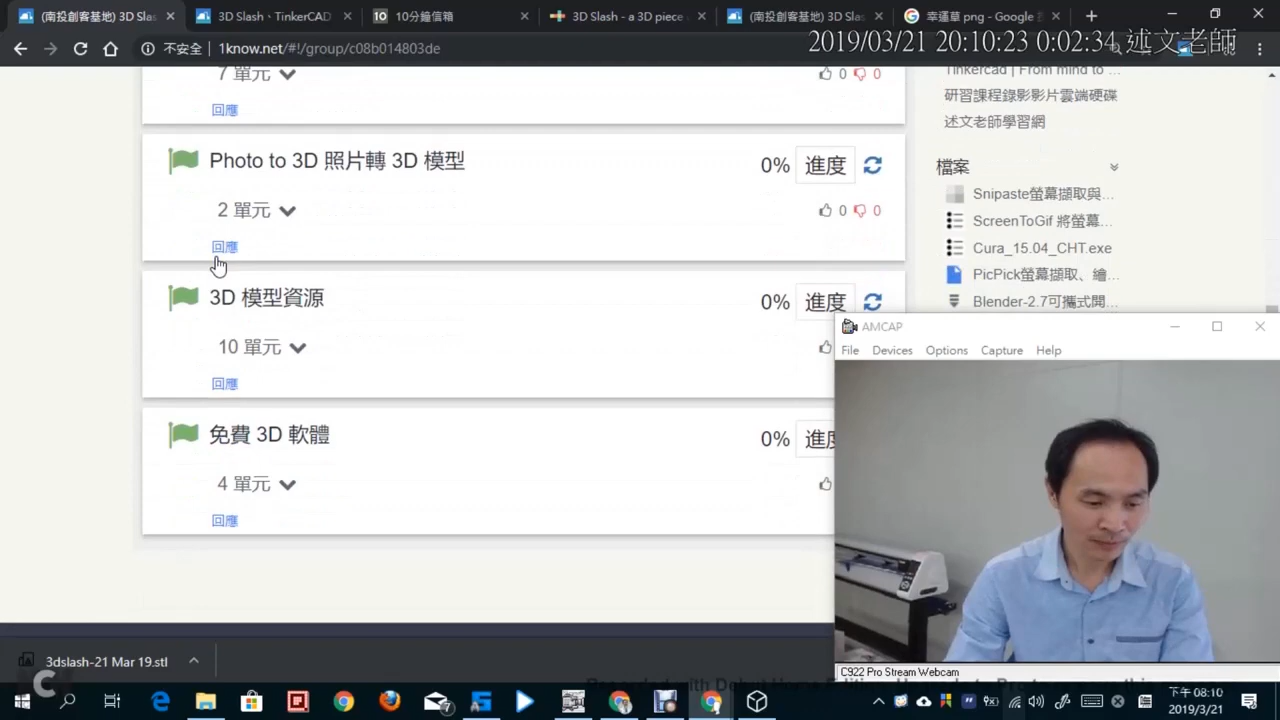 (南投創客基地) 3D Slas
3D Slash、TinkerCAD
10分鐘信箱
3D Slash - a 3D piece
(南投創客基地) 3D Sla
幸運草 png - Google
不安全
1know.net/#!/group/c08b014803de
2019/03/21 20:10:23 0:02:34 述文老師
7 單元
0 0
回應
Photo to 3D 照片轉 3D 模型
0% 進度
2 單元
0 0
回應
3D 模型資源
0% 進度
10 單元
回應
免費 3D 軟體
0%
4 單元
回應
Tinkercad | From mind to ...
研習課程錄影影片雲端硬碟
述文老師學習網
檔案
Snipaste螢幕擷取與...
ScreenToGif 將螢幕...
Cura_15.04_CHT.exe
PicPick螢幕擷取、繪...
Blender-2.7可攜式開...
AMCAP
File Devices Options Capture Help
C922 Pro Stream Webcam
3dslash-21 Mar 19.stl
下午 08:10
2019/3/21